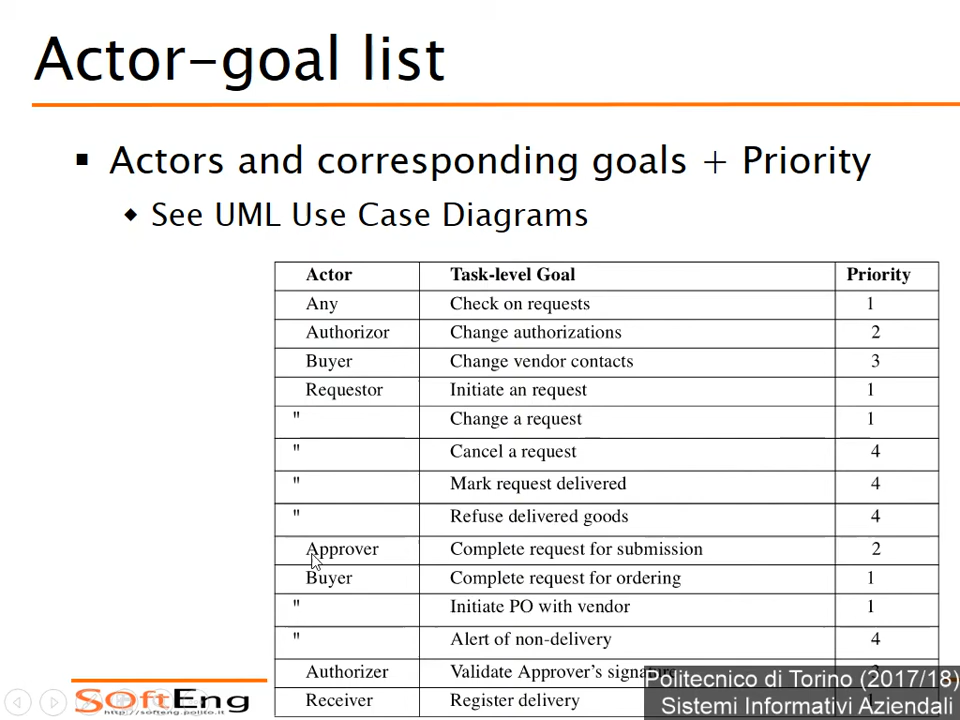 Actor-goal list
▪ Actors and corresponding goals + Priority
◆ See UML Use Case Diagrams
Actor Task-level Goal Priority
Any Check on requests 1
Authorizor Change authorizations 2
Buyer Change vendor contacts 3
Requestor Initiate an request 1
" Change a request 1
" Cancel a request 4
" Mark request delivered 4
" Refuse delivered goods 4
Approver Complete request for submission 2
Buyer Complete request for ordering 1
" Initiate PO with vendor 1
" Alert of non-delivery 4
Authorizer Validate Approver's signature
Receiver Register delivery
SOftEng
http://softeng.polito.it
Politecnico di Torino (2017/18)
Sistemi Informativi Aziendali